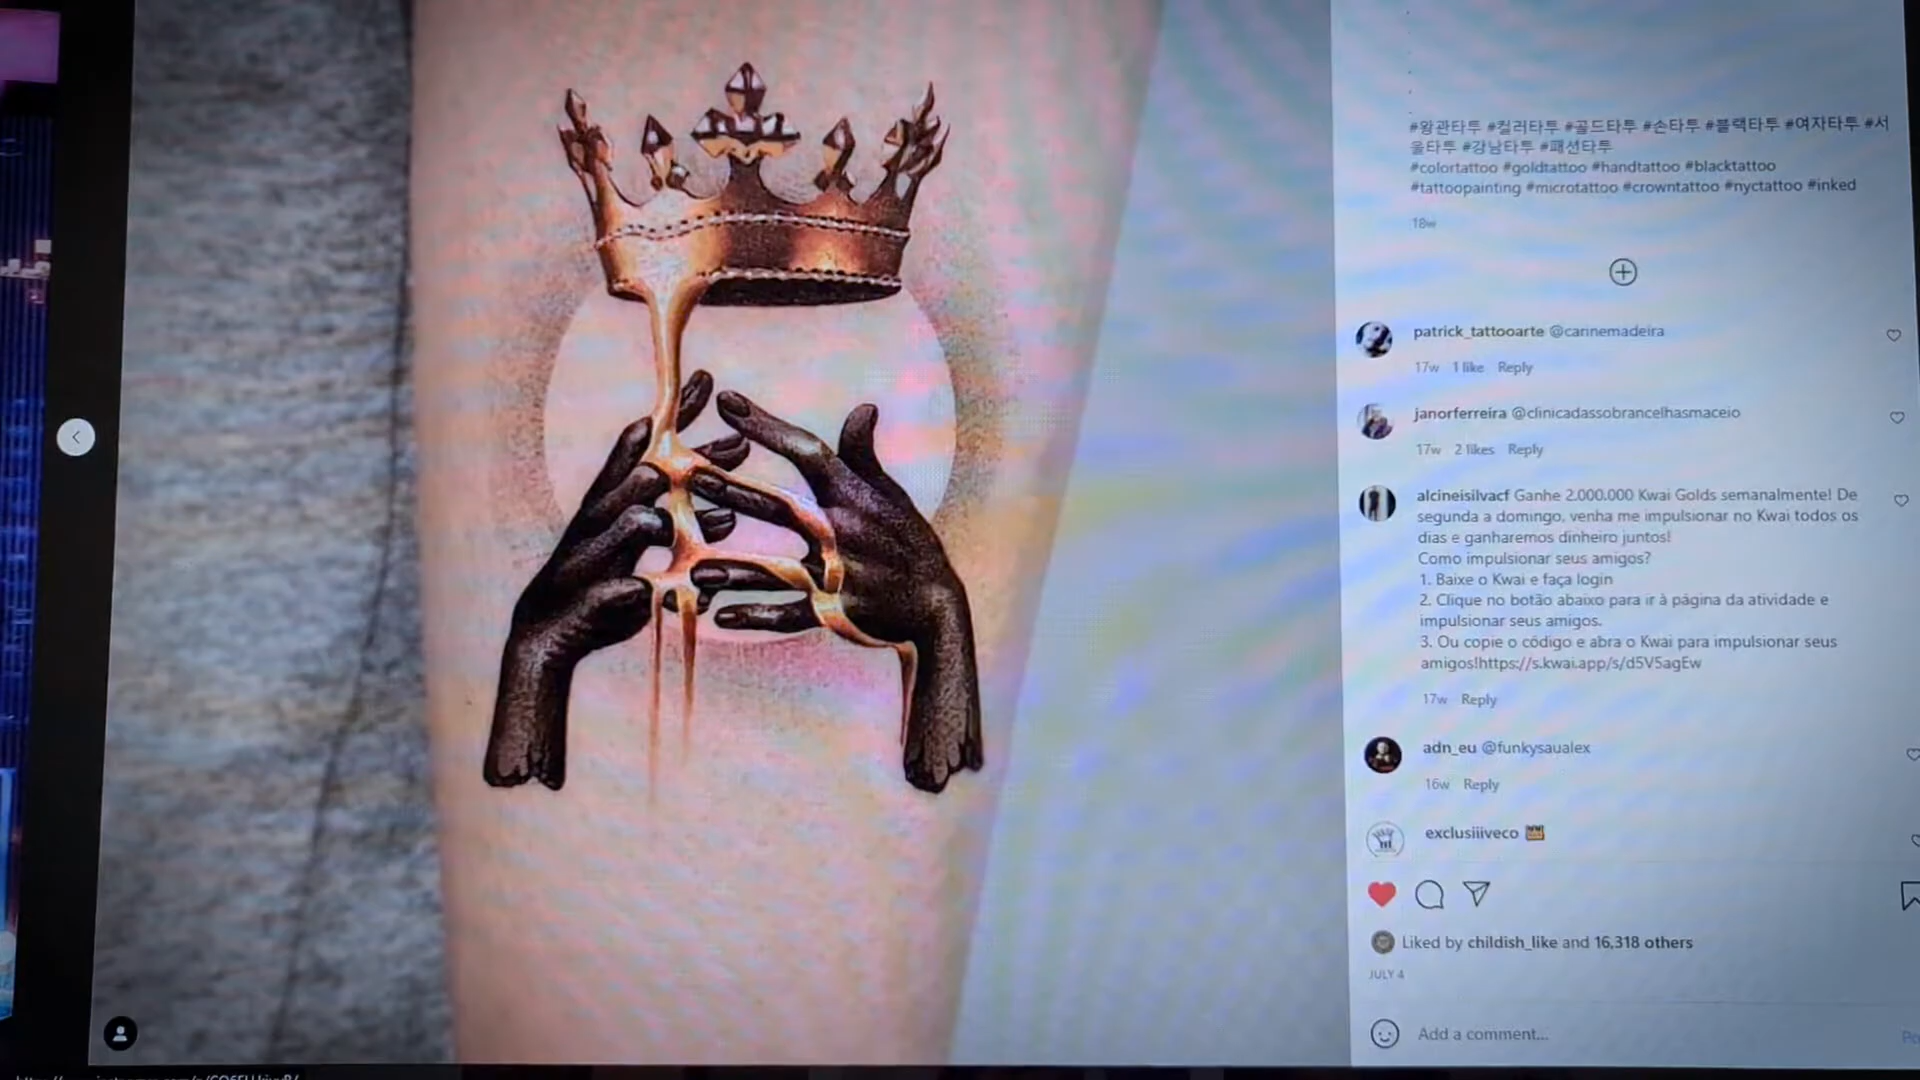 #왕관타투 #컬러타투 #골드타투 #손타투 #블랙타투 #여자타투 #서
울타투 #강남타투 #패션타투
#colortattoo #goldtattoo #handtattoo #blacktattoo
#tattoopainting #microtattoo #crowntattoo #nyctattoo #inked
18w
patrick_tattooarte @carinemadeira
17w 1 like Reply
janorferreira @clinicadassobrancelhasmaceio
17w 2 likes Reply
alcineisilvacf Ganhe 2.000.000 Kwai Golds semanalmente! De
segunda a domingo, venha me impulsionar no Kwai todos os
dias e ganharemos dinheiro juntos!
Como impulsionar seus amigos?
1. Baixe o Kwai e faça login
2. Clique no botão abaixo para ir à página da atividade e
impulsionar seus amigos.
3. Ou copie o código e abra o Kwai para impulsionar seus
amigos!https://s.kwai.app/s/d5V5agEw
17w Reply
adn_eu @funkysaualex
16w Reply
exclusiiiveco
Liked by childish_like and 16,318 others
JULY 4
Add a comment...